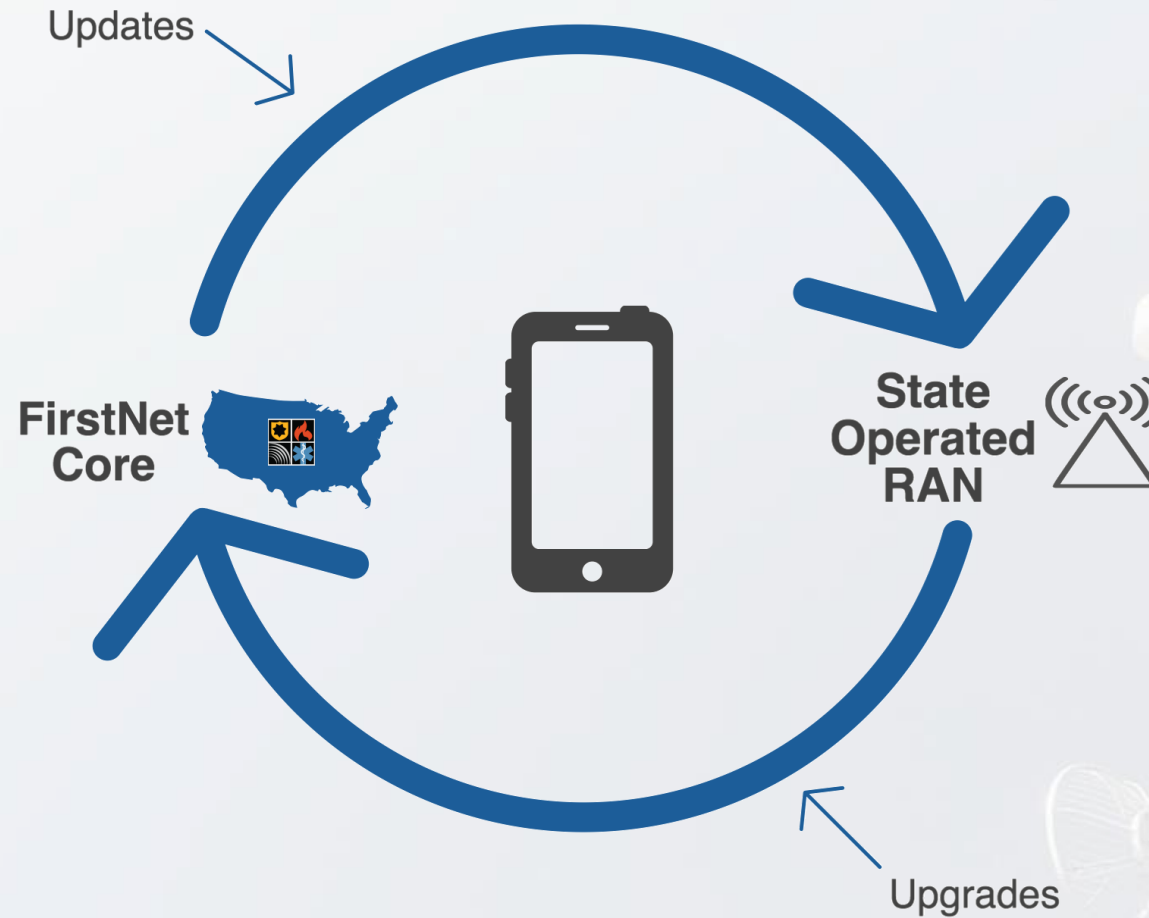 Updates
FirstNet
Core
State
Operated
RAN
Upgrades